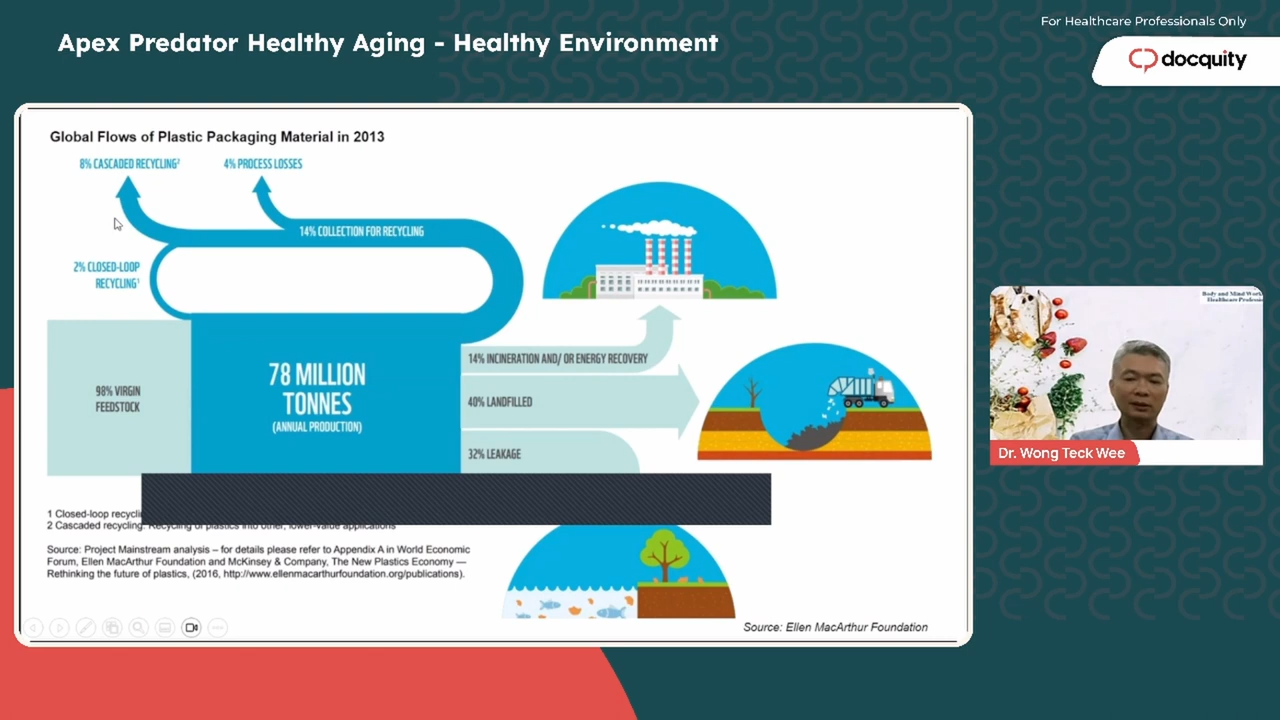 For Healthcare Professionals Only
Apex Predator Healthy Aging - Healthy Environment
docquity
Global Flows of Plastic Packaging Material in 2013
8% CASCADED RECYCLING²
4% PROCESS LOSSES
14% COLLECTION FOR RECYCLING
2% CLOSED-LOOP
RECYCLING¹
98% VIRGIN
FEEDSTOCK
78 MILLION
TONNES
(ANNUAL PRODUCTION)
14% INCINERATION AND/ OR ENERGY RECOVERY
40% LANDFILLED
32% LEAKAGE
1 Closed-loop
2 Cascaded recycling: Recycling of plastics into other, lower-value applications
Source: Project Mainstream analysis – for details please refer to Appendix A in World Economic
Forum, Ellen MacArthur Foundation and McKinsey & Company, The New Plastics Economy —
Rethinking the future of plastics, (2016, http://www.ellenmacarthurfoundation.org/publications).
Source: Ellen MacArthur Foundation
Body and Mind
Healthcare
Dr. Wong Teck Wee